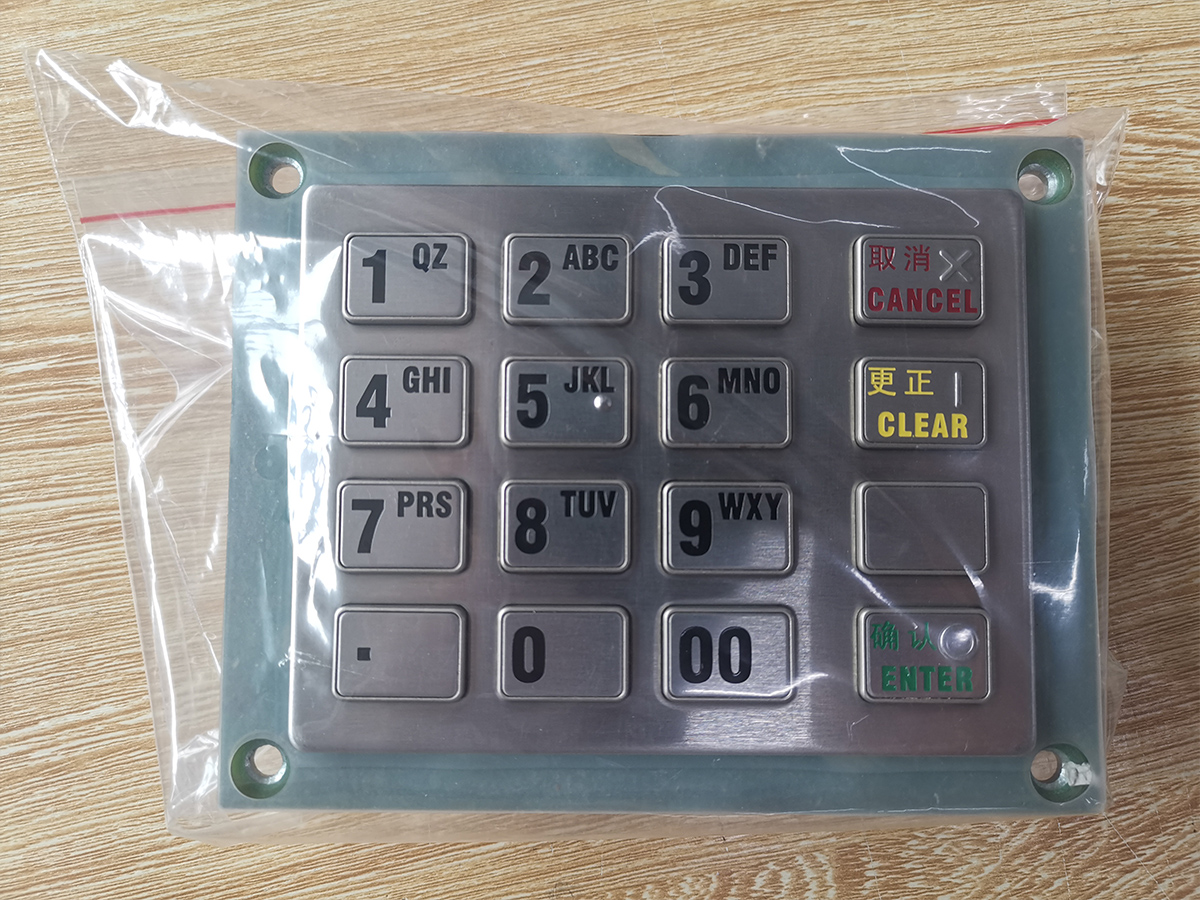 1 QZ
2 ABC
3 DEF
取消
CANCEL
4 GHI
5 JKL
6 MNO
更正
CLEAR
7 PRS
8 TUV
9 WXY
.
0
00
确认
ENTER